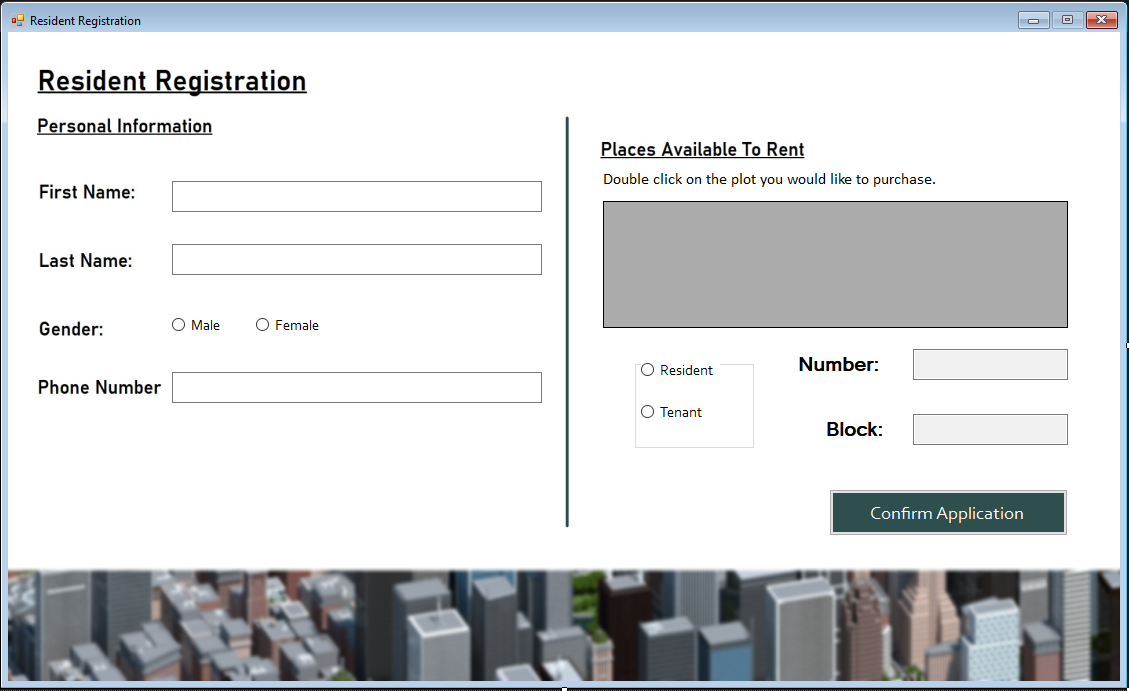 Resident Registration
Resident Registration
Personal Information
First Name:
Last Name:
Gender:
Male
Female
Phone Number
Places Available To Rent
Double click on the plot you would like to purchase.
Resident
Tenant
Number:
Block:
Confirm Application